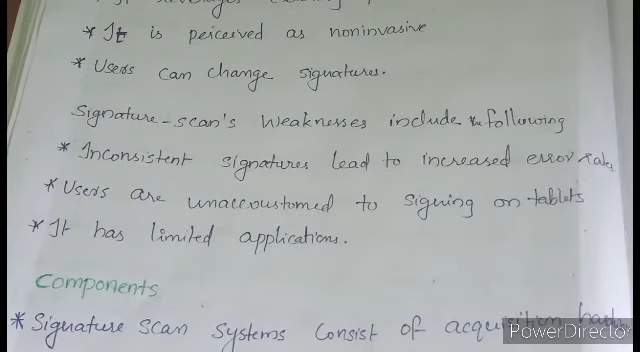 * It is perceived as noninvasive
* Users can change signatures.
Signature-scan's weaknesses include the following
* Inconsistent signatures lead to increased error rates
* Users are unaccoustomed to signing on tablets
* It has limited applications.
Components
* Signature scan systems consist of acquisition
PowerDirector